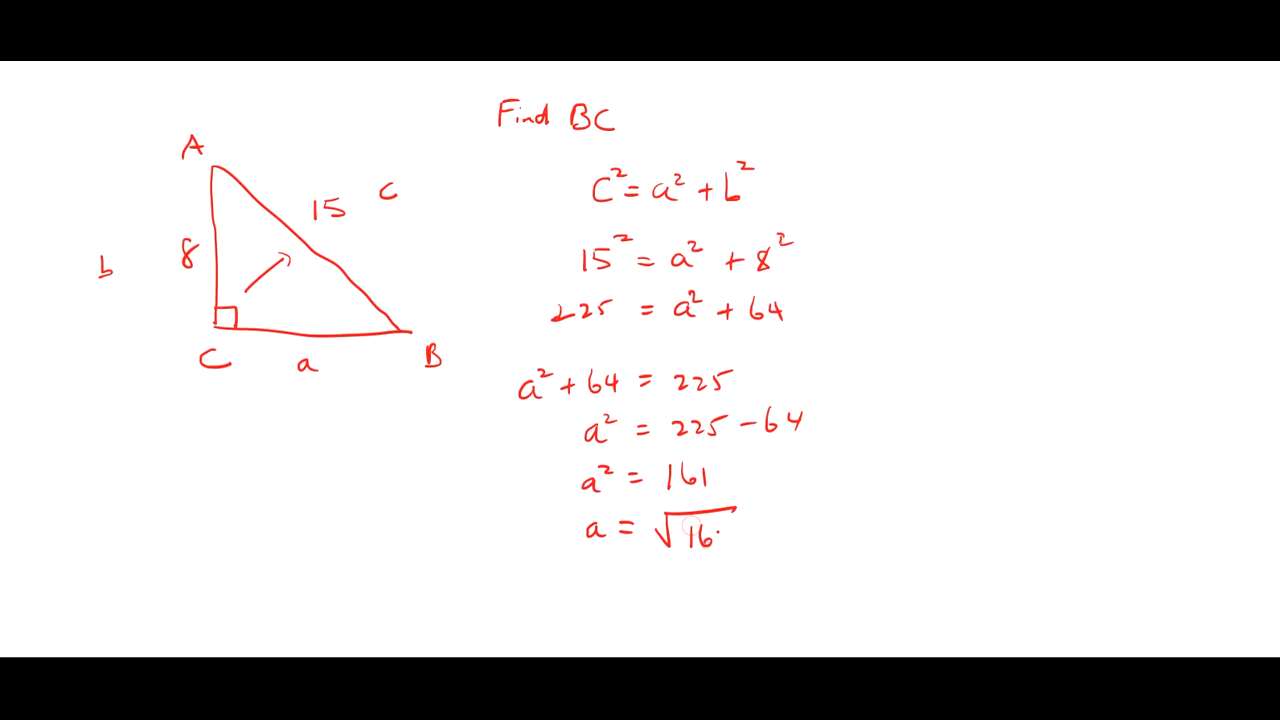 Find BC
A
15 C
8
b
C
a
B
C² = a² + b²
15² = a² + 8²
225 = a² + 64
a² + 64 = 225
a² = 225 - 64
a² = 161
a = √16